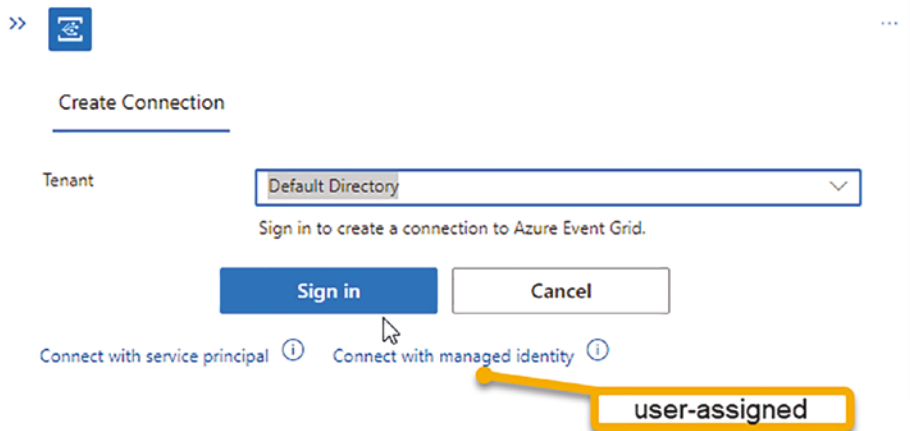 Create Connection
Tenant
Default Directory
Sign in to create a connection to Azure Event Grid.
Sign in
Cancel
Connect with service principal
Connect with managed identity
user-assigned